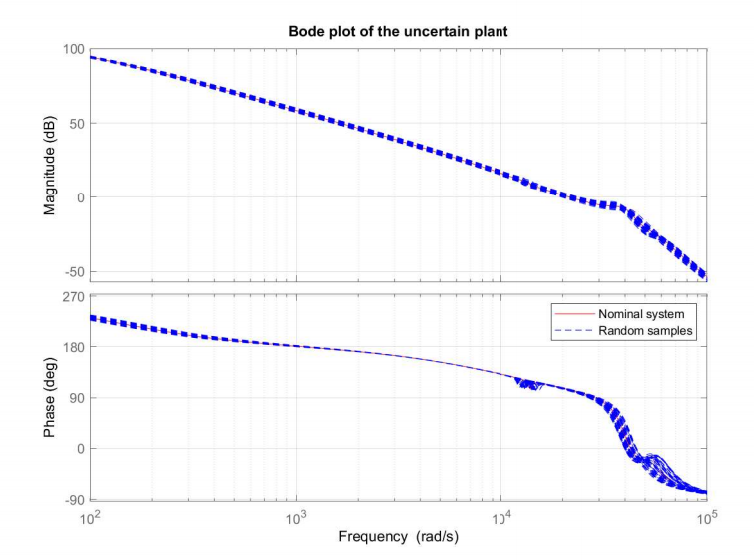 Bode plot of the uncertain plant
100
50
0
-50
Magnitude (dB)
270
180
90
0
-90
Phase (deg)
Nominal system
Random samples
10^2
10^3
10^4
10^5
Frequency (rad/s)